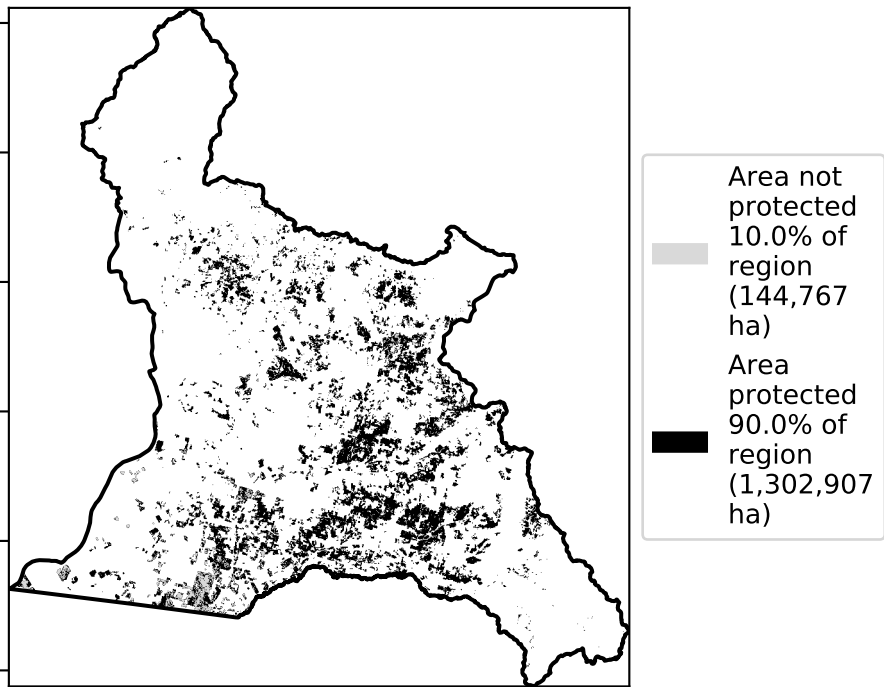 Area not
protected
10.0% of
region
(144,767
ha)
Area
protected
90.0% of
region
(1,302,907
ha)